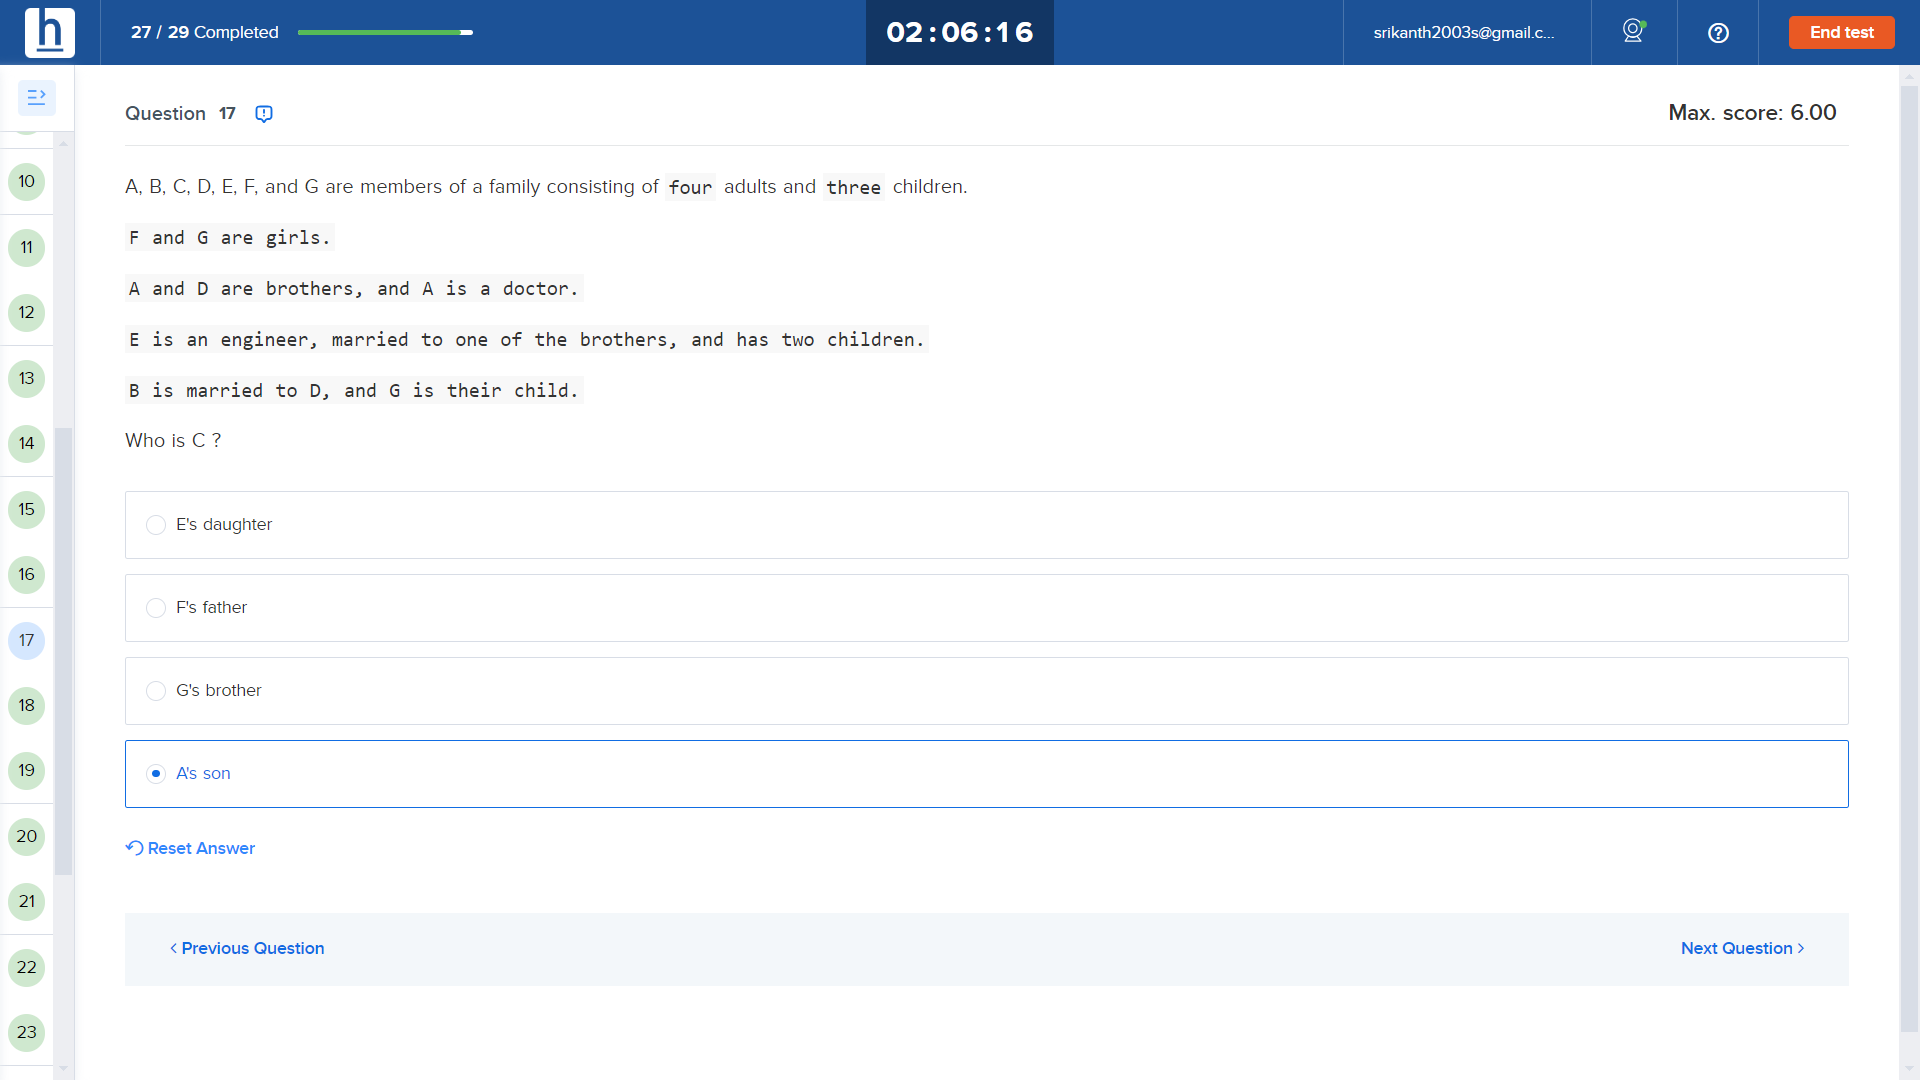 h
27 / 29 Completed
02:06:16
srikanth2003s@gmail.c...
End test
Question 17
Max. score: 6.00
A, B, C, D, E, F, and G are members of a family consisting of four adults and three children.
F and G are girls.
A and D are brothers, and A is a doctor.
E is an engineer, married to one of the brothers, and has two children.
B is married to D, and G is their child.
Who is C ?
E's daughter
F's father
G's brother
A's son
Reset Answer
Previous Question
Next Question
10
11
12
13
14
15
16
17
18
19
20
21
22
23